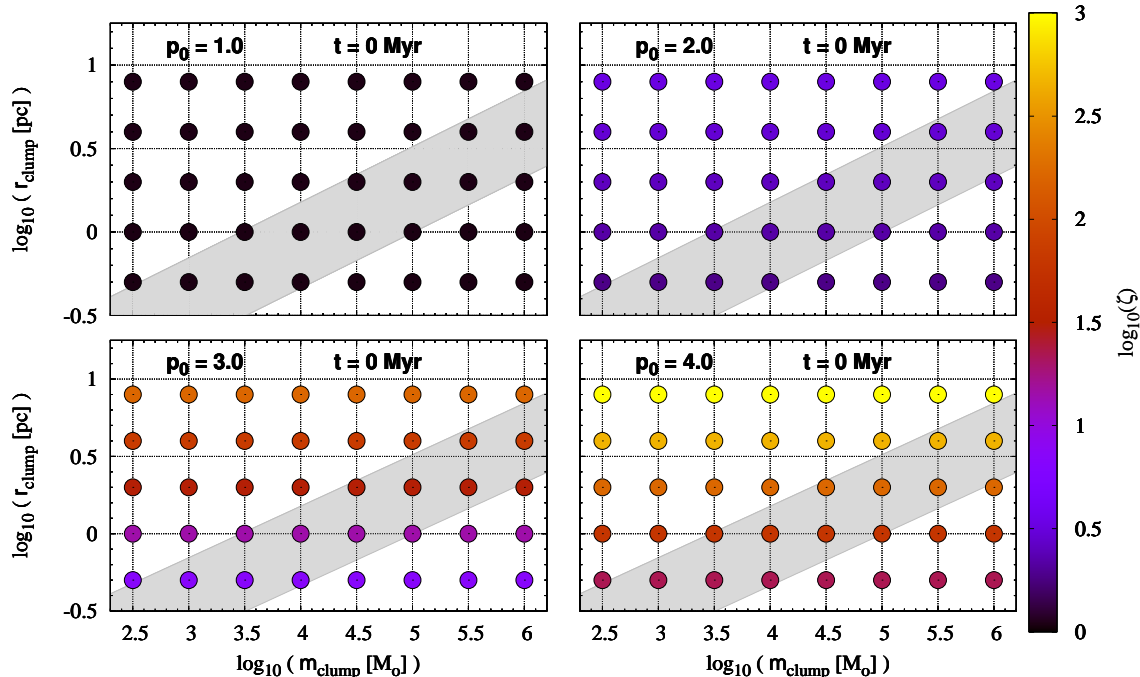 p0 = 1.0 t = 0 Myr
p0 = 2.0 t = 0 Myr
log10 ( rclump [pc] )
1
0.5
0
-0.5
p0 = 3.0 t = 0 Myr
p0 = 4.0 t = 0 Myr
log10 ( rclump [pc] )
1
0.5
0
-0.5
2.5 3 3.5 4 4.5 5 5.5 6
2.5 3 3.5 4 4.5 5 5.5 6
log10 ( mclump [Mo] )
log10 ( mclump [Mo] )
3
2.5
2
1.5
1
0.5
0
log10(ζ)